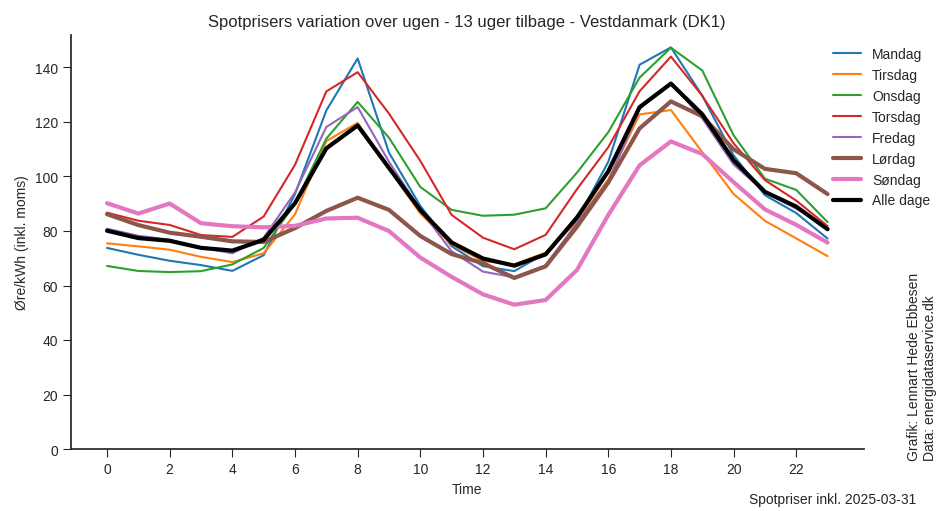 Spotprisers variation over ugen - 13 uger tilbage - Vestdanmark (DK1)
Øre/kWh (inkl. moms)
140
120
100
80
60
40
20
0
0 2 4 6 8 10 12 14 16 18 20 22
Time
Mandag
Tirsdag
Onsdag
Torsdag
Fredag
Lørdag
Søndag
Alle dage
Grafik: Lennart Hede Ebbesen
Data: energidataservice.dk
Spotpriser inkl. 2025-03-31